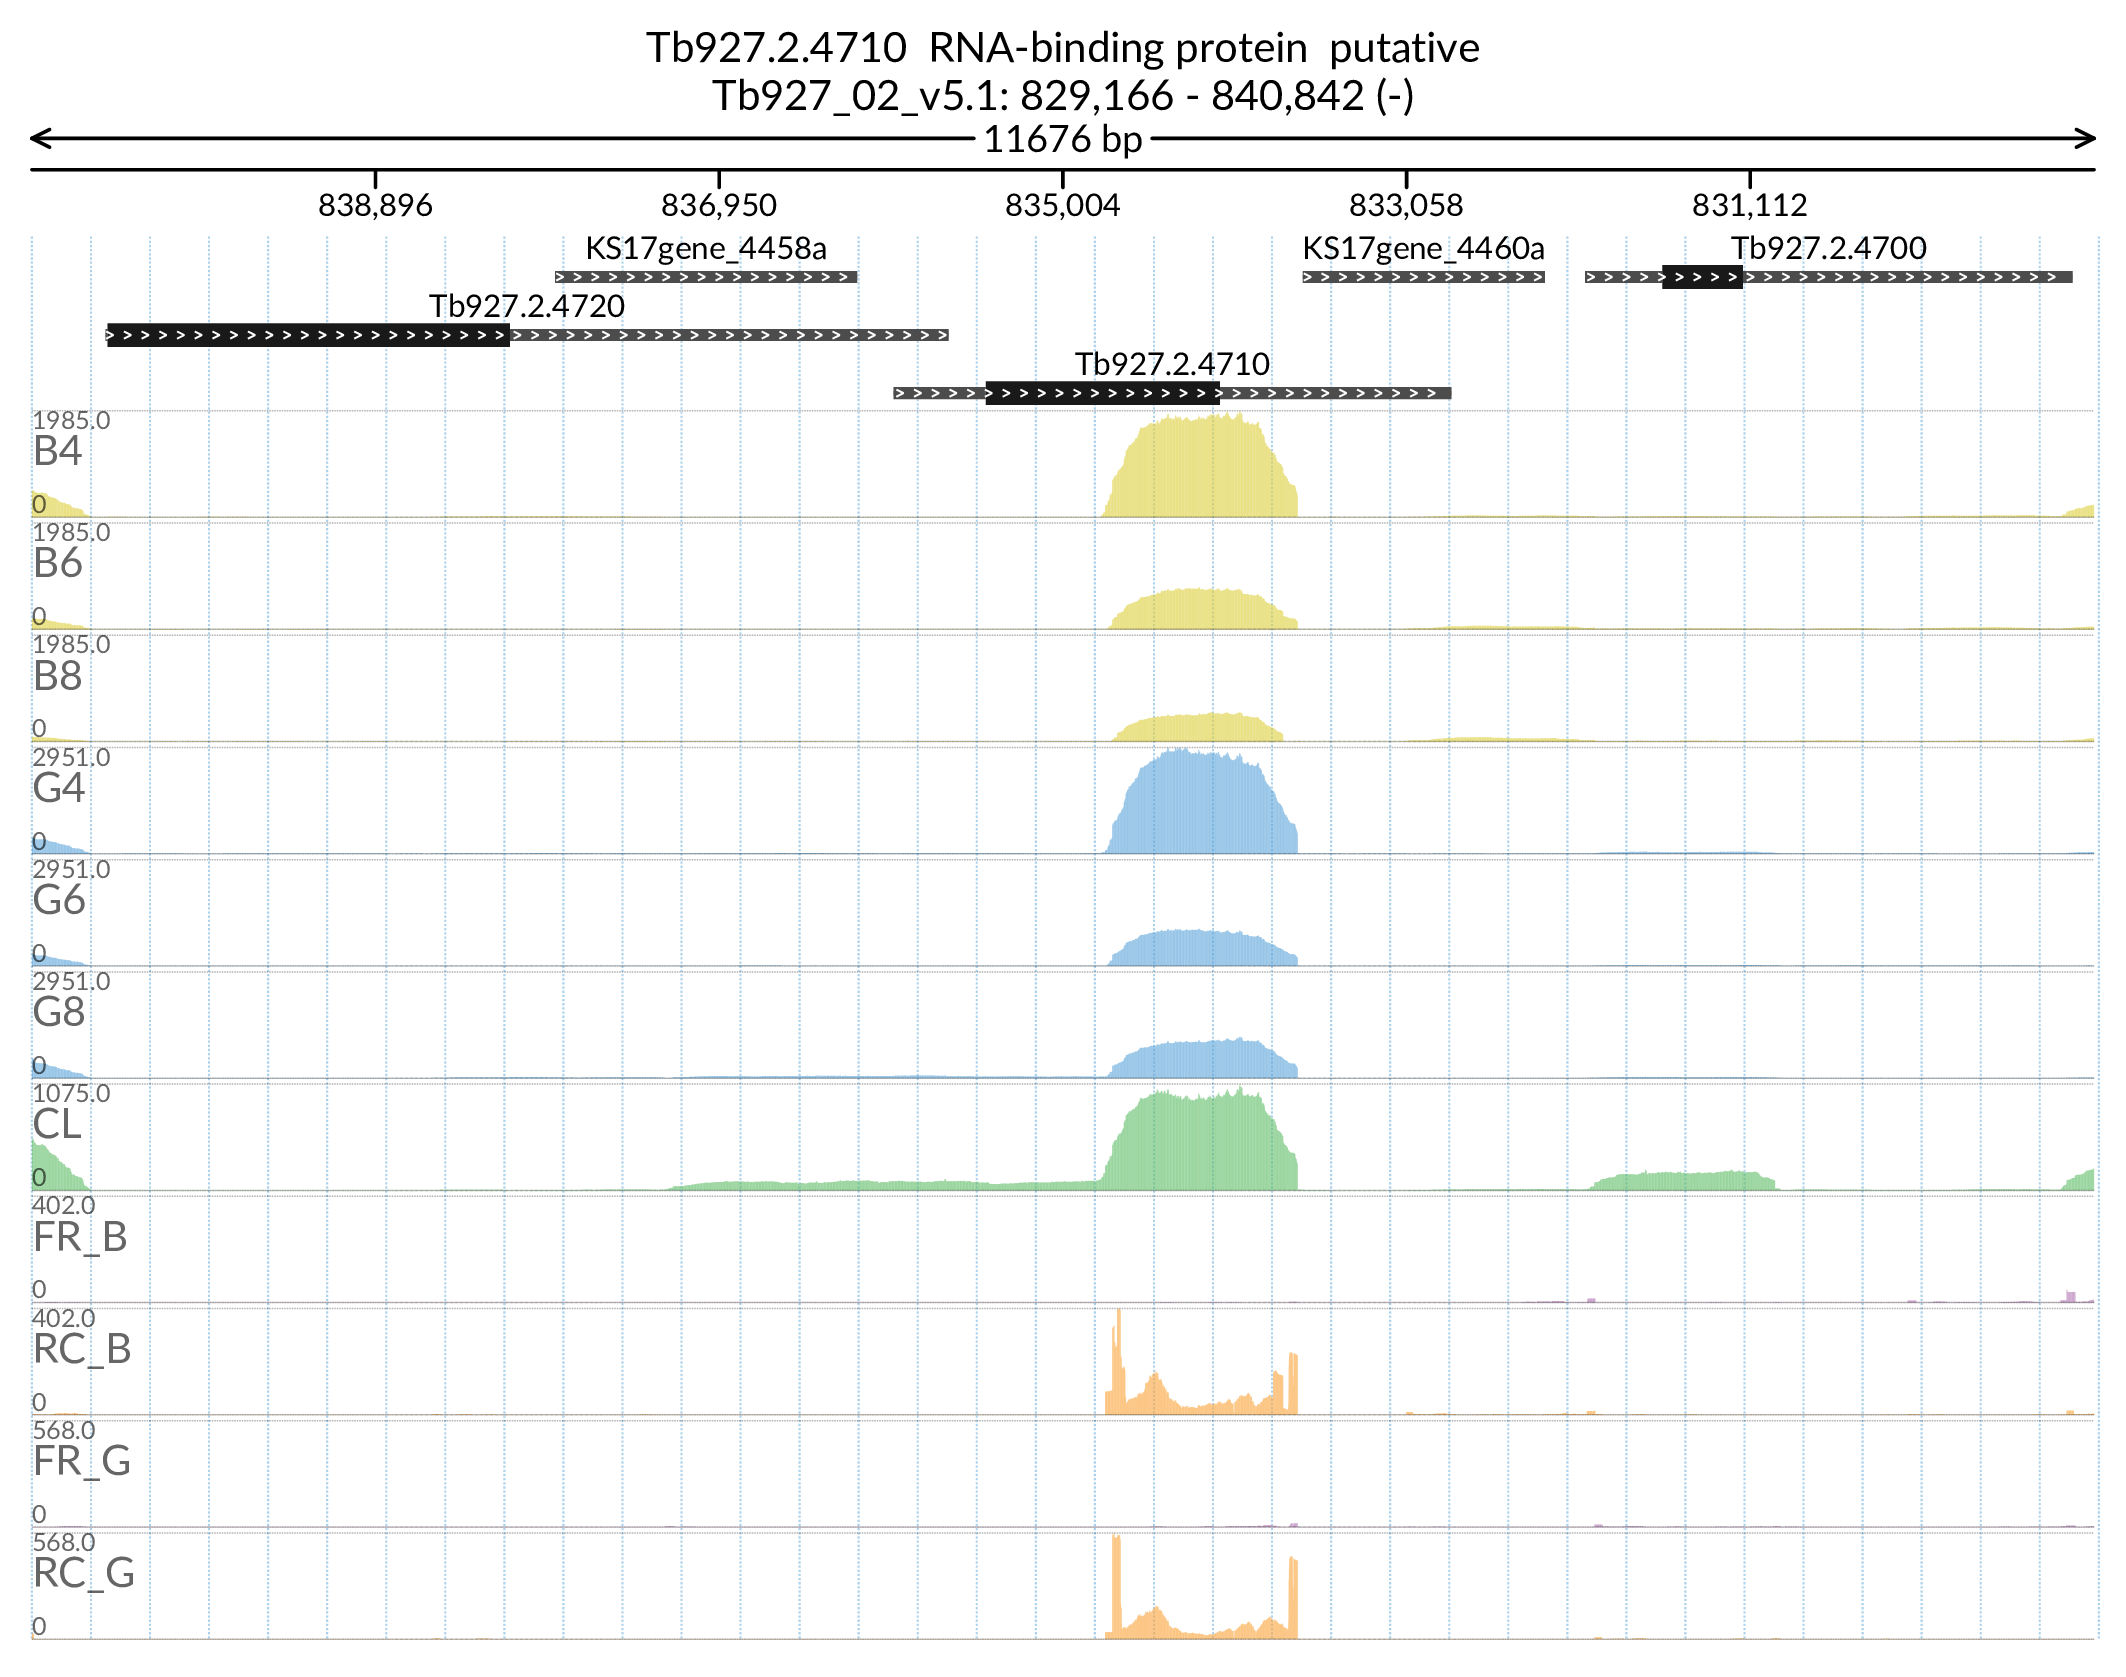 Tb927.2.4710  RNA-binding protein  putative
Tb927_02_v5.1: 829,166 - 840,842 (-)
11676 bp
838,896 836,950 835,004 833,058 831,112
KS17gene_4458a KS17gene_4460a Tb927.2.4700
Tb927.2.4720
Tb927.2.4710
1985.0
B4
0
1985.0
B6
0
1985.0
B8
0
2951.0
G4
0
2951.0
G6
0
2951.0
G8
0
1075.0
CL
0
402.0
FR_B
0
402.0
RC_B
0
568.0
FR_G
0
568.0
RC_G
0